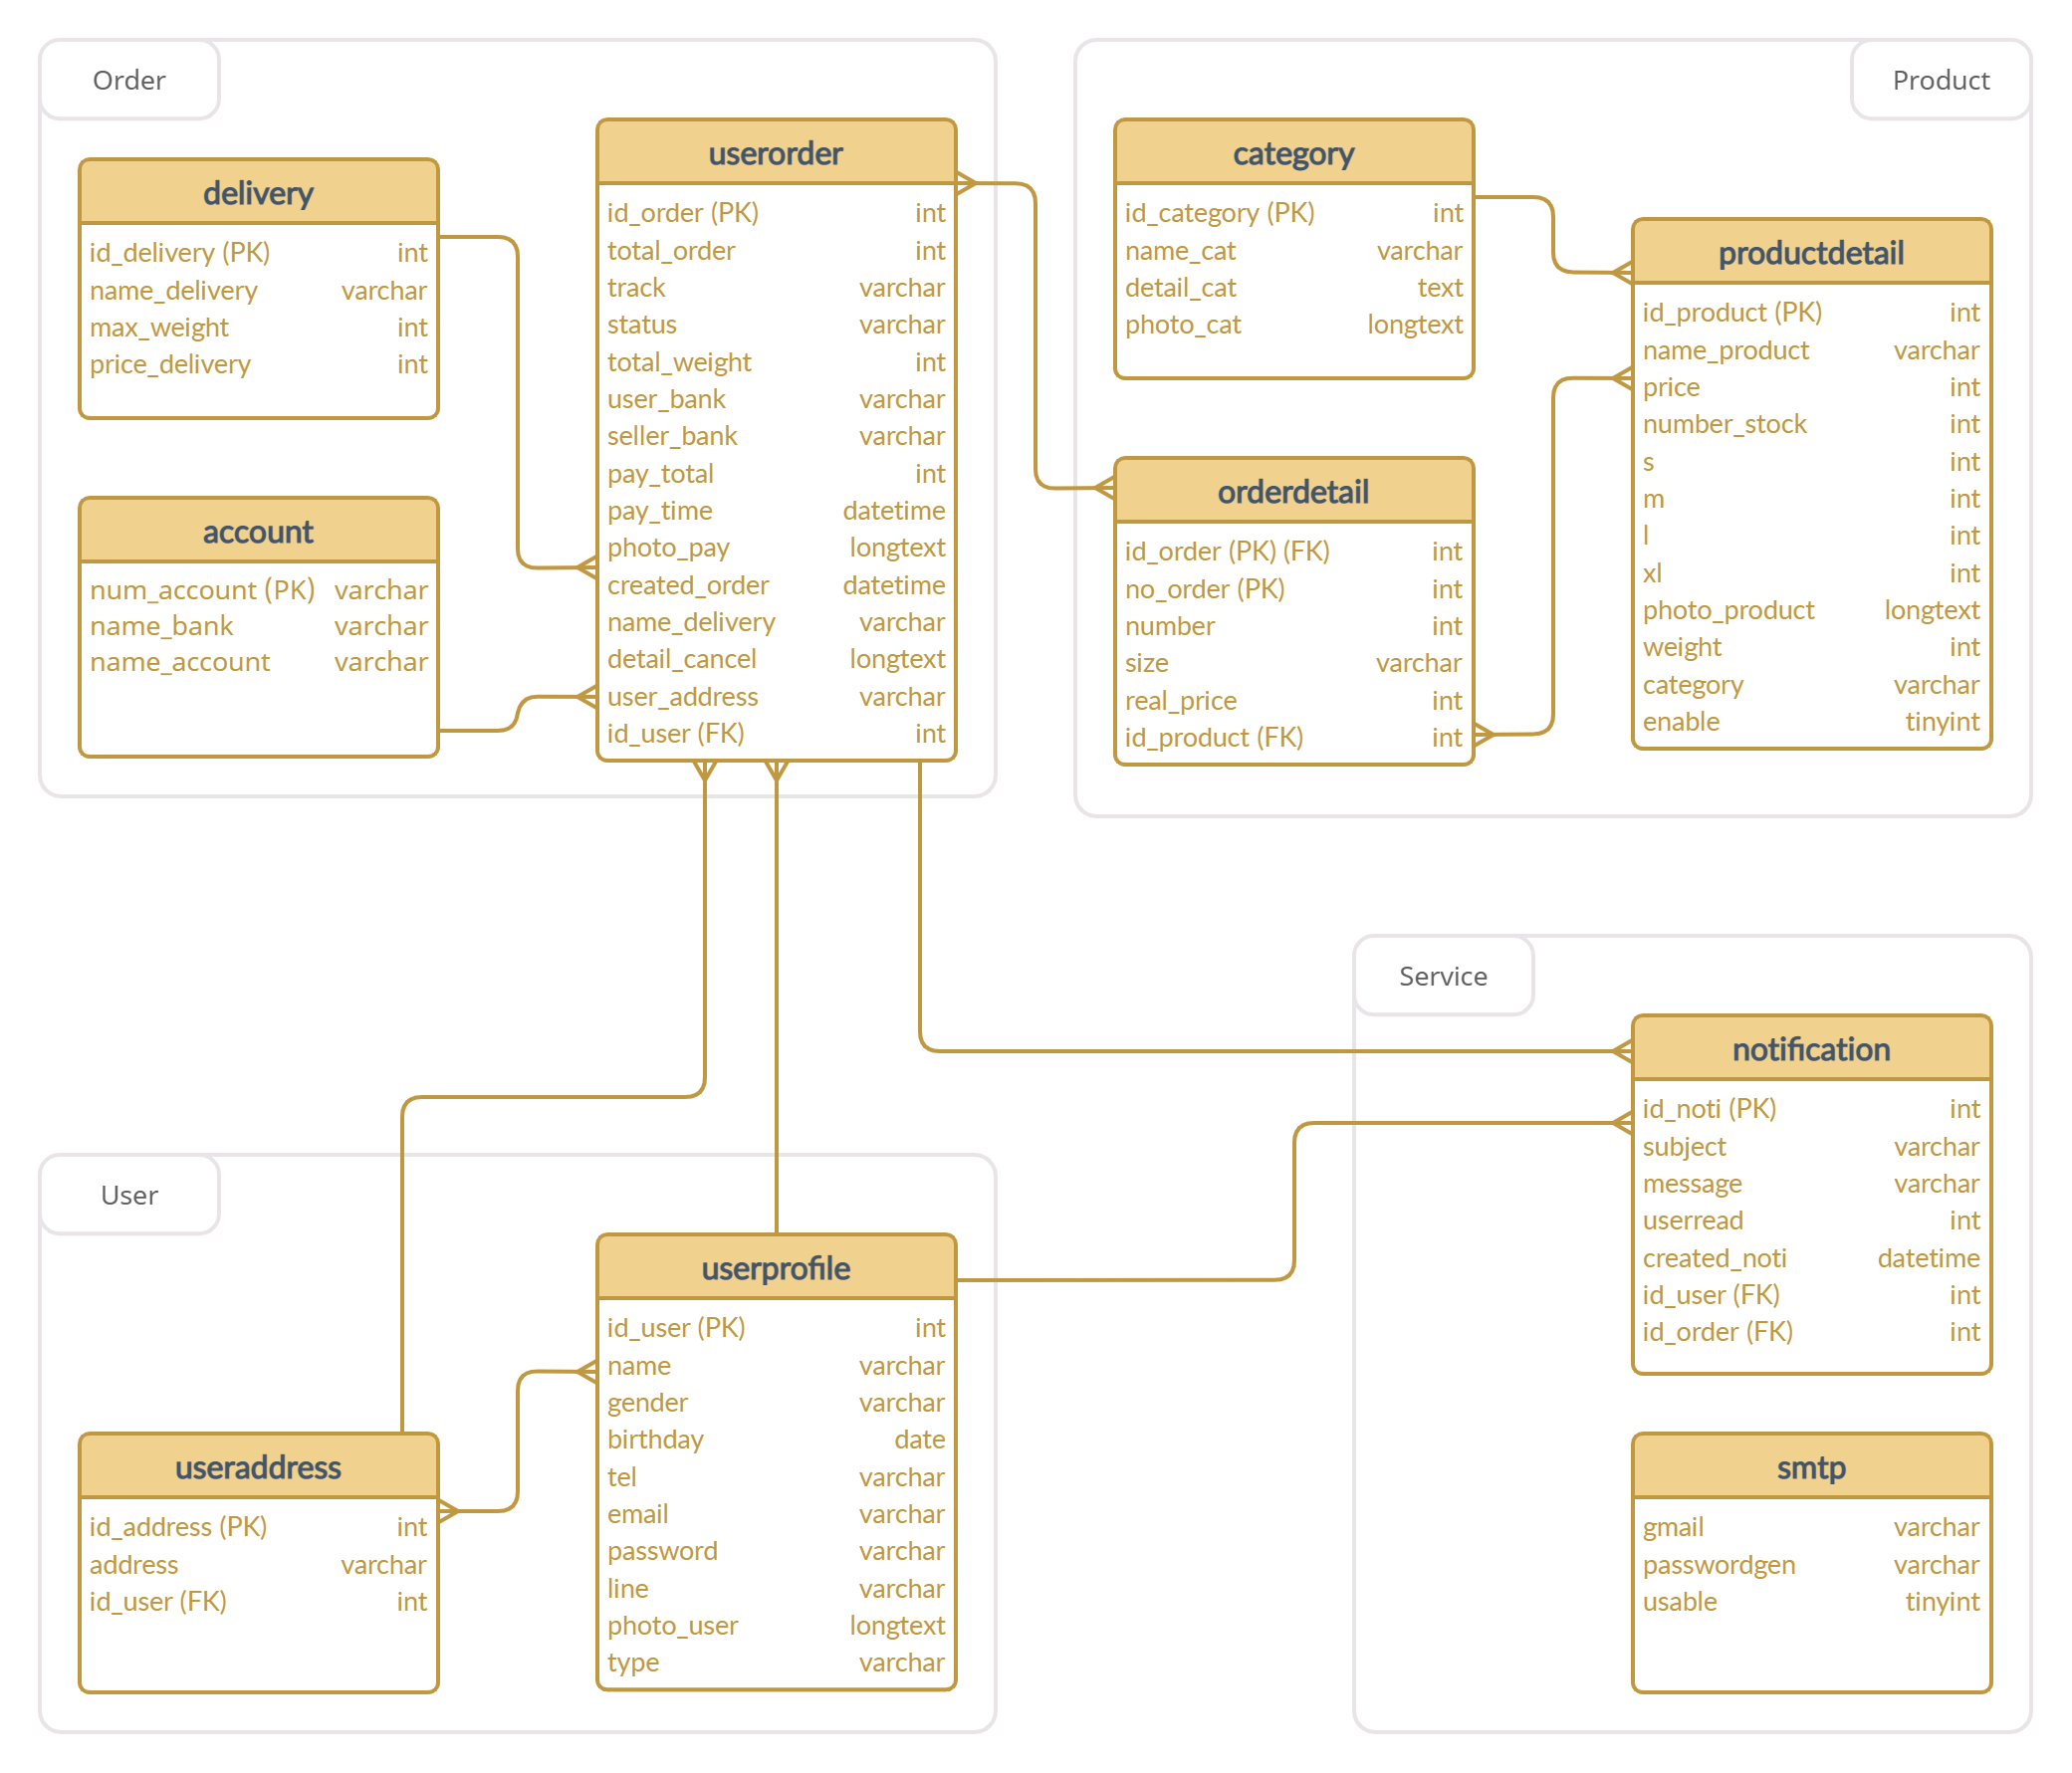 Order
delivery
id_delivery (PK) int
name_delivery varchar
max_weight int
price_delivery int
account
num_account (PK) varchar
name_bank varchar
name_account varchar
userorder
id_order (PK) int
total_order int
track varchar
status varchar
total_weight int
user_bank varchar
seller_bank varchar
pay_total int
pay_time datetime
photo_pay longtext
created_order datetime
name_delivery varchar
detail_cancel longtext
user_address varchar
id_user (FK) int
Product
category
id_category (PK) int
name_cat varchar
detail_cat text
photo_cat longtext
orderdetail
id_order (PK) (FK) int
no_order (PK) int
number int
size varchar
real_price int
id_product (FK) int
productdetail
id_product (PK) int
name_product varchar
price int
number_stock int
s int
m int
l int
xl int
photo_product longtext
weight int
category varchar
enable tinyint
User
useraddress
id_address (PK) int
address varchar
id_user (FK) int
userprofile
id_user (PK) int
name varchar
gender varchar
birthday date
tel varchar
email varchar
password varchar
line varchar
photo_user longtext
type varchar
Service
notification
id_noti (PK) int
subject varchar
message varchar
userread int
created_noti datetime
id_user (FK) int
id_order (FK) int
smtp
gmail varchar
passwordgen varchar
usable tinyint